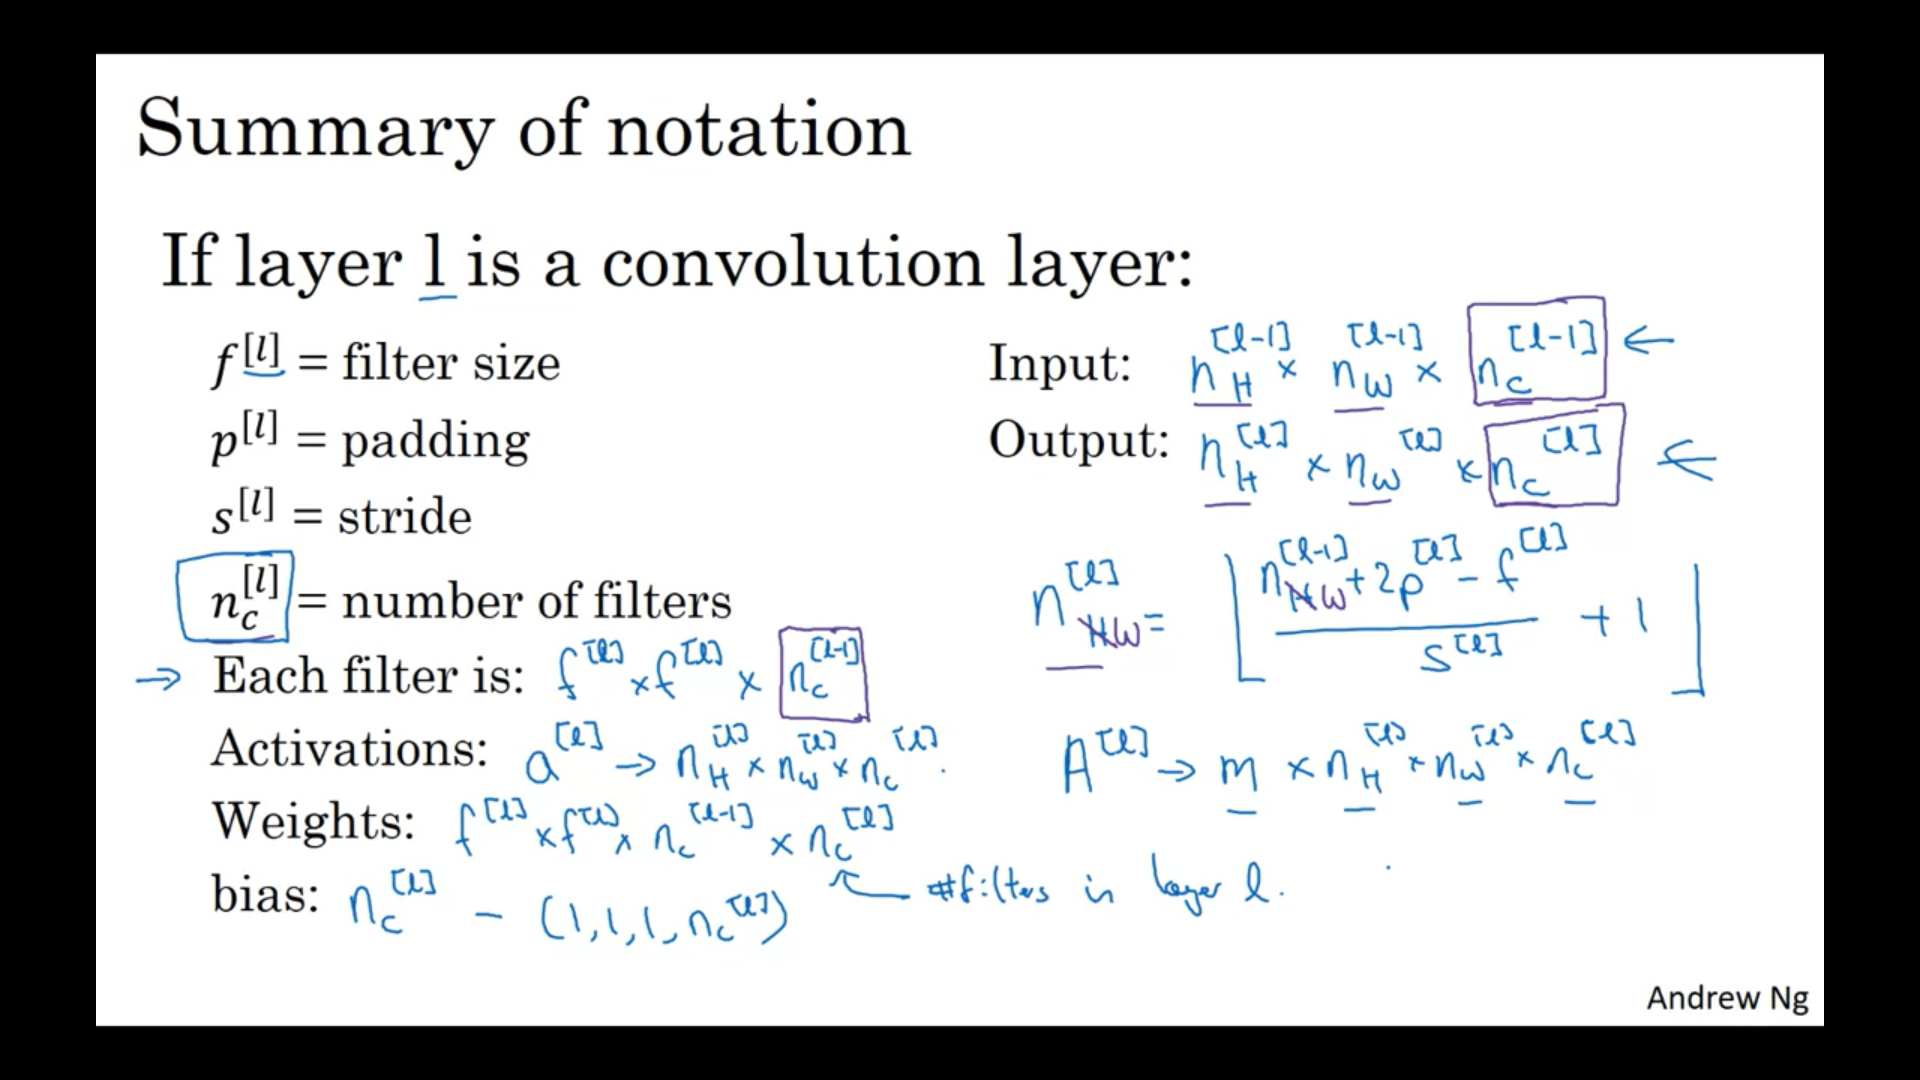 Summary of notation
If layer l is a convolution layer:
f^[l] = filter size
p^[l] = padding
s^[l] = stride
n_c^[l] = number of filters
→ Each filter is: f^[l] × f^[l] × n_c^[l-1]
Activations: a^[l] → n_H^[l] × n_W^[l] × n_c^[l].
Weights: f^[l] × f^[l] × n_c^[l-1] × n_c^[l]
bias: n_c^[l] - (1,1,1,n_c^[l])
#filters in layer l.
Input: n_H^[l-1] × n_W^[l-1] × n_c^[l-1] ←
Output: n_H^[l] × n_W^[l] × n_c^[l] ←
n_HW^[l] = ⌊(n_HW^[l-1] + 2p^[l] - f^[l]) / s^[l] + 1⌋
A^[l] → m × n_H^[l] × n_W^[l] × n_c^[l]
Andrew Ng